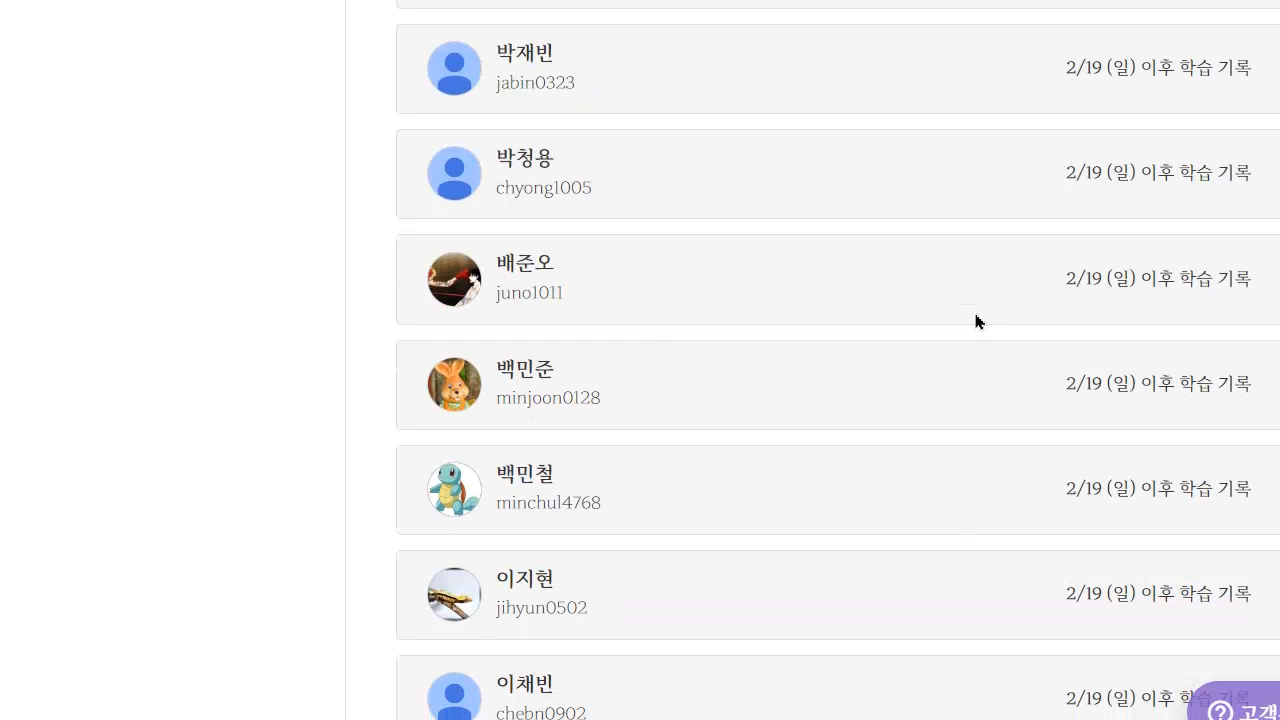 박재빈
jabin0323
2/19 (일) 이후 학습 기록
박청용
chyong1005
2/19 (일) 이후 학습 기록
배준오
juno1011
2/19 (일) 이후 학습 기록
백민준
minjoon0128
2/19 (일) 이후 학습 기록
백민철
minchul4768
2/19 (일) 이후 학습 기록
이지현
jihyun0502
2/19 (일) 이후 학습 기록
이채빈
chebn0902
2/19 (일) 이후 학습 기록
고객